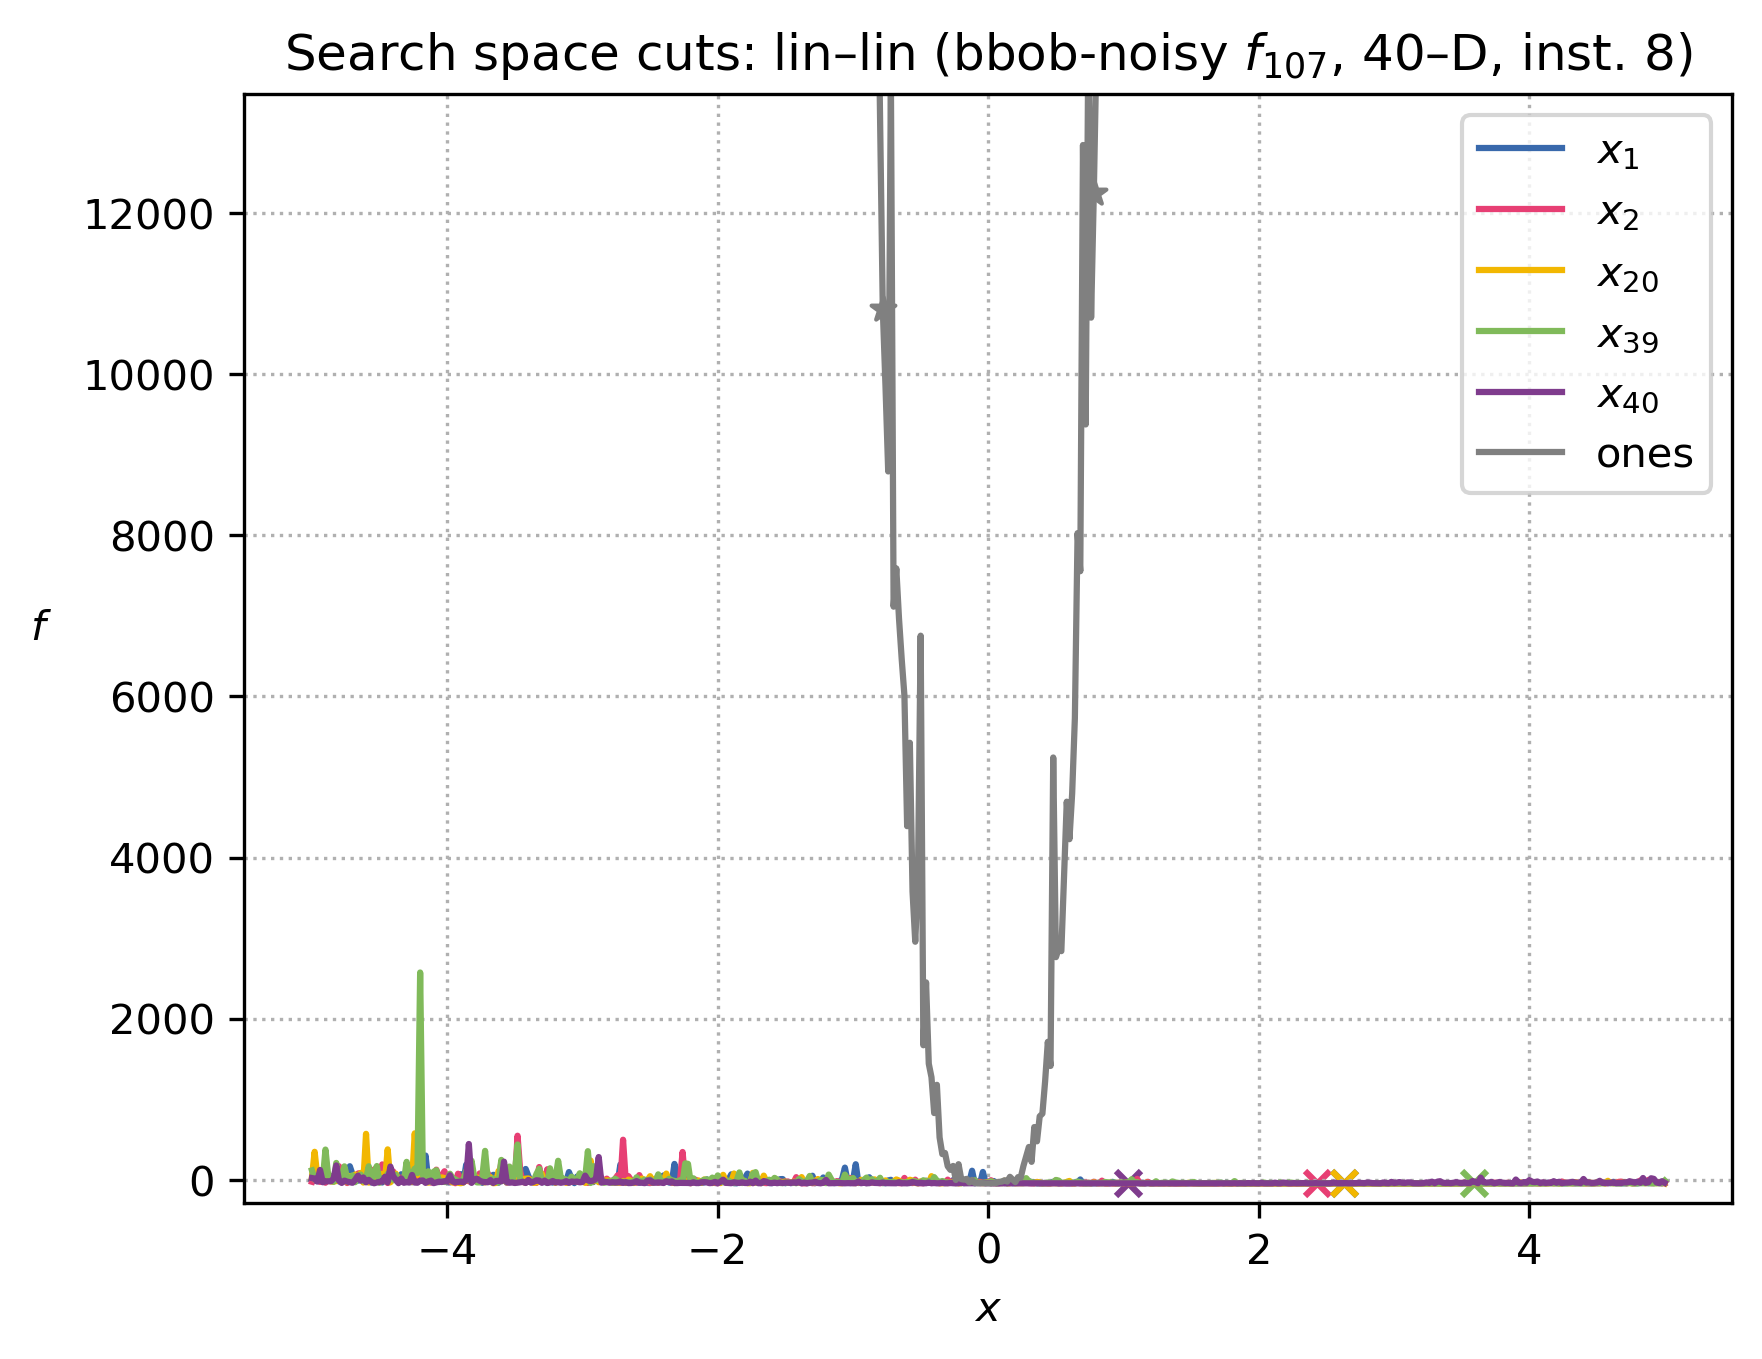 Search space cuts: lin–lin (bbob-noisy f₁₀₇, 40–D, inst. 8)
x₁
x₂
x₂₀
x₃₉
x₄₀
ones
12000
10000
8000
6000
4000
2000
0
f
−4 −2 0 2 4
x